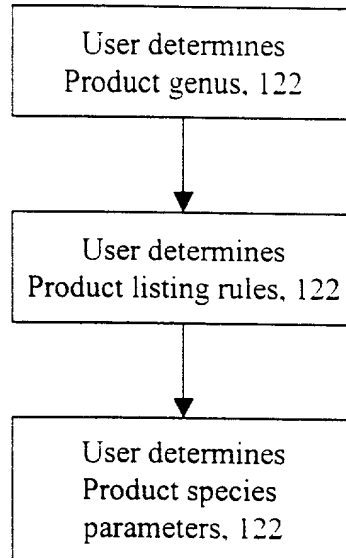 User determines
Product genus, 122
User determines
Product listing rules, 122
User determines
Product species
parameters, 122